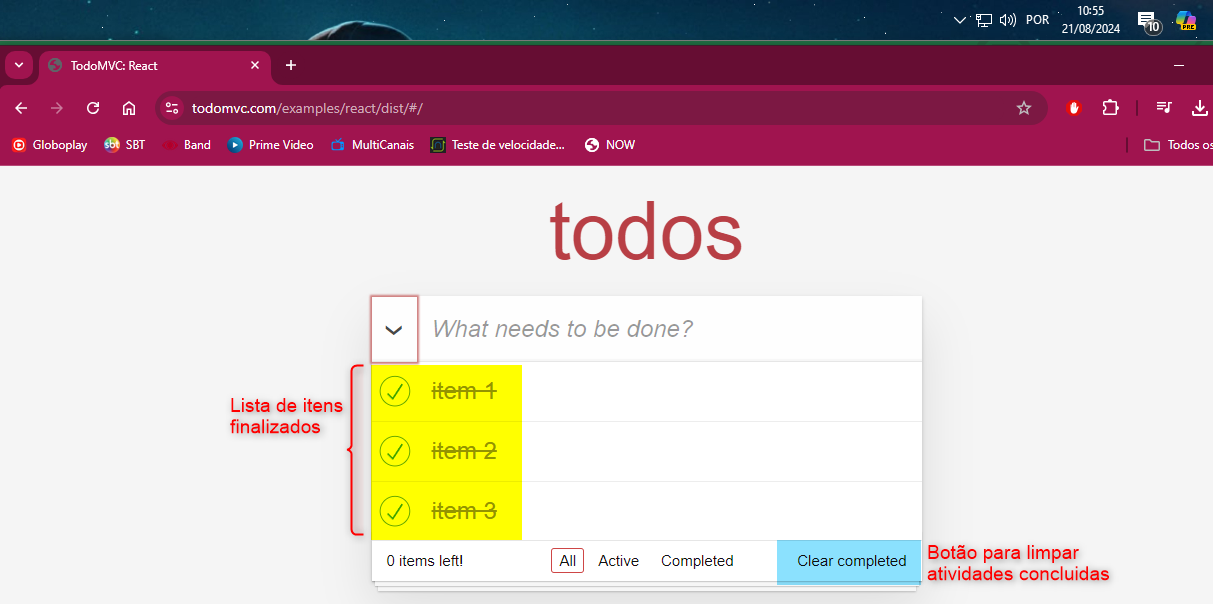 10:55
POR
21/08/2024
10
PRE
TodoMVC: React
todomvc.com/examples/react/dist/#/
Globoplay
sbt SBT
Band
Prime Video
MultiCanais
Teste de velocidade...
NOW
Todos os
todos
What needs to be done?
item 1
Lista de itens
finalizados
item 2
item 3
0 items left!
All
Active
Completed
Clear completed
Botão para limpar
atividades concluidas